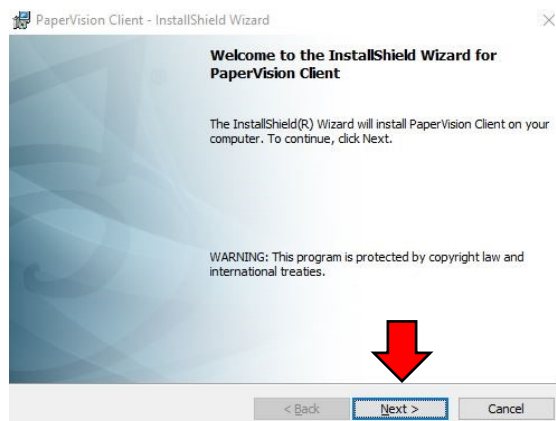 PaperVision Client - InstallShield Wizard
Welcome to the InstallShield Wizard for
PaperVision Client
The InstallShield(R) Wizard will install PaperVision Client on your
computer. To continue, click Next.
WARNING: This program is protected by copyright law and
international treaties.
< Back
Next >
Cancel